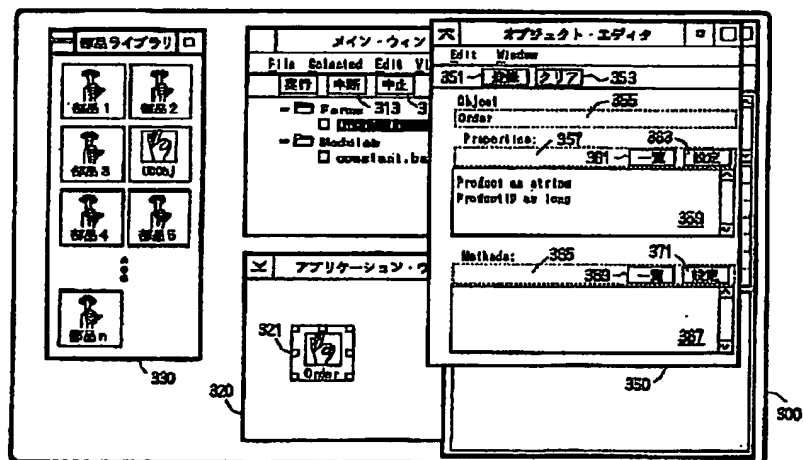 部品ライブラリ
部品1
部品2
部品3
部品4
部品5
部品n
330
メイン・ウィン
File Selected Edit Vi
実行 中断 中止
313
Forms
Modules
constant.ba
アプリケーション・ウ
321
Order
320
オブジェクト・エディタ
Edit Window
351 登録 クリア 353
Object 355
Order
Properties: 357 363
361 一覧 設定
Product as string
ProductID as long
359
Methods: 365 371
369 一覧 設定
367
350
300